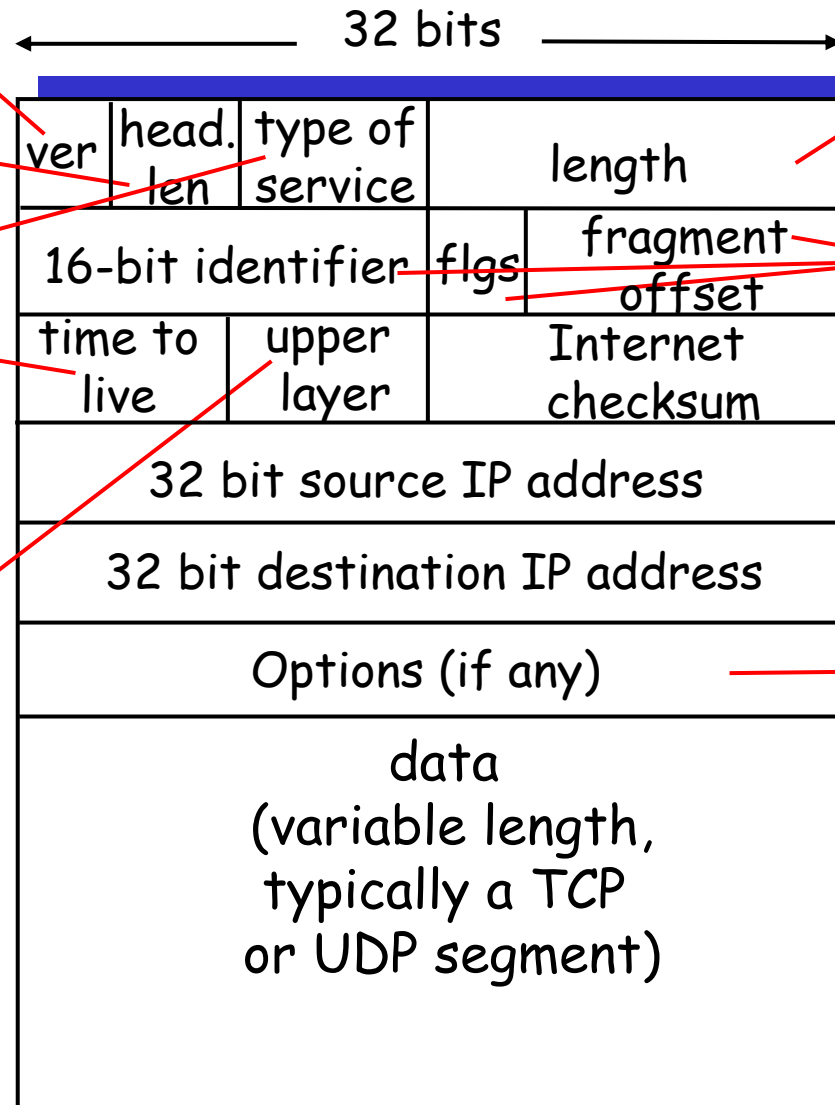 32 bits
ver
head.
len
type of
service
length
16-bit identifier
flgs
fragment
offset
time to
live
upper
layer
Internet
checksum
32 bit source IP address
32 bit destination IP address
Options (if any)
data
(variable length,
typically a TCP
or UDP segment)